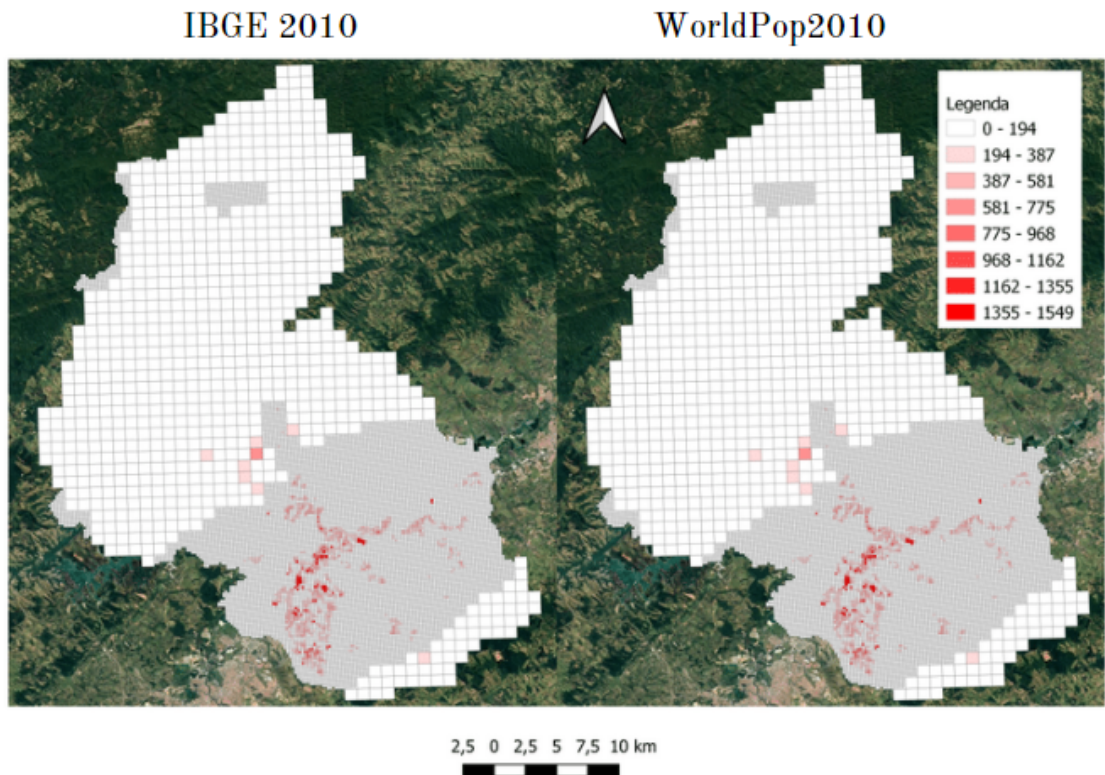 IBGE 2010
WorldPop2010
Legenda
0 - 194
194 - 387
387 - 581
581 - 775
775 - 968
968 - 1162
1162 - 1355
1355 - 1549
2,5 0 2,5 5 7,5 10 km